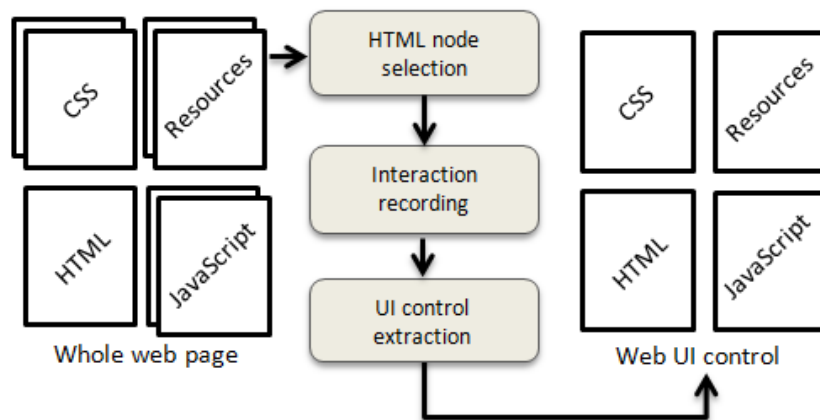 CSS
Resources
HTML
JavaScript
Whole web page
HTML node
selection
Interaction
recording
UI control
extraction
CSS
Resources
HTML
JavaScript
Web UI control